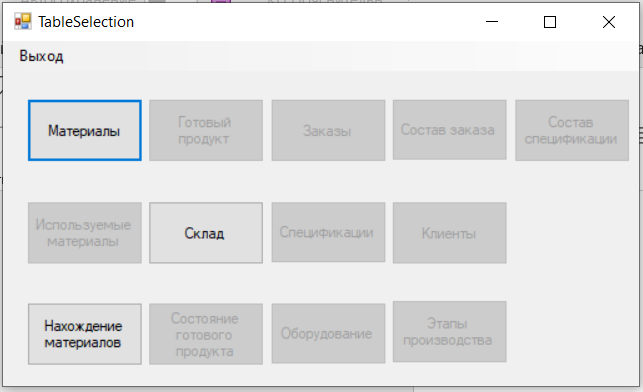 TableSelection
Выход
Материалы
Готовый
продукт
Заказы
Состав заказа
Состав
спецификации
Используемые
материалы
Склад
Спецификации
Клиенты
Нахождение
материалов
Состояние
готового
продукта
Оборудование
Этапы
производства